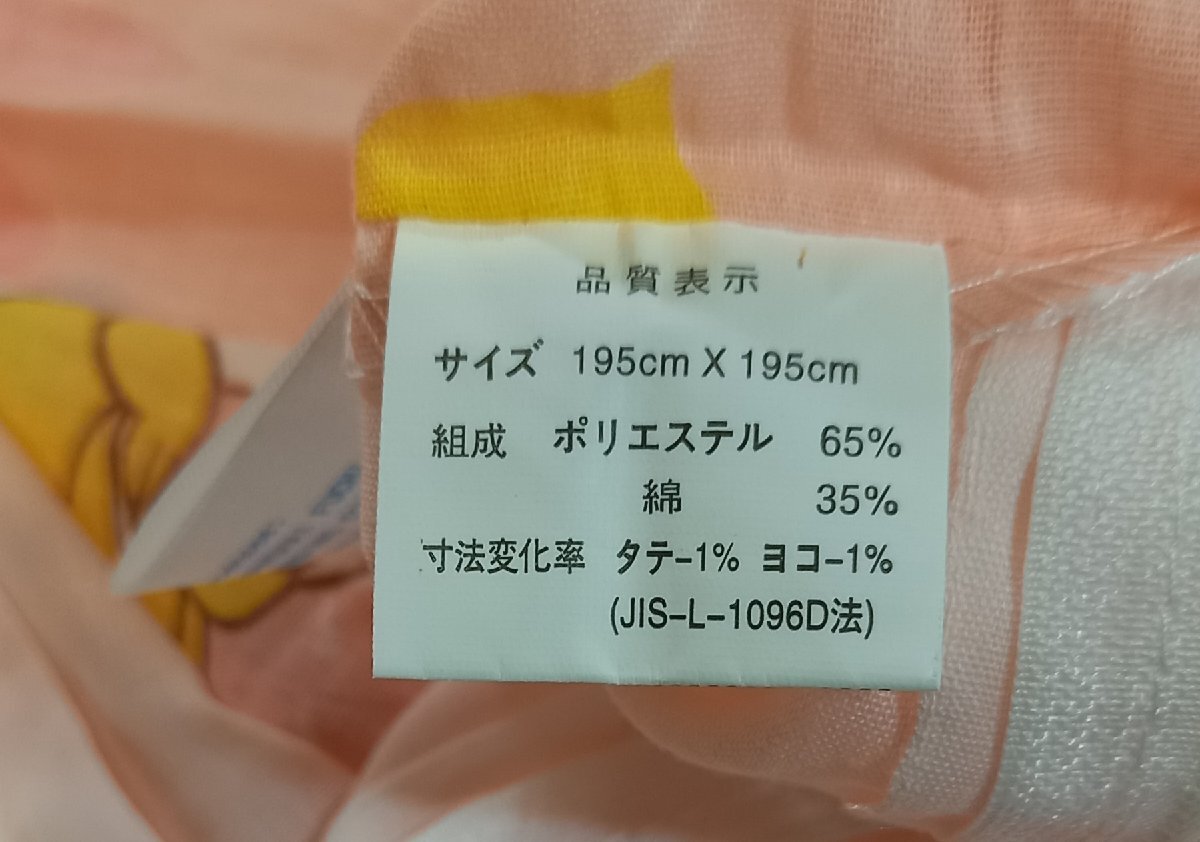 品質表示
サイズ 195cm X 195cm
組成 ポリエステル 65%
綿 35%
寸法変化率 タテ-1% ヨコ-1%
(JIS-L-1096D法)